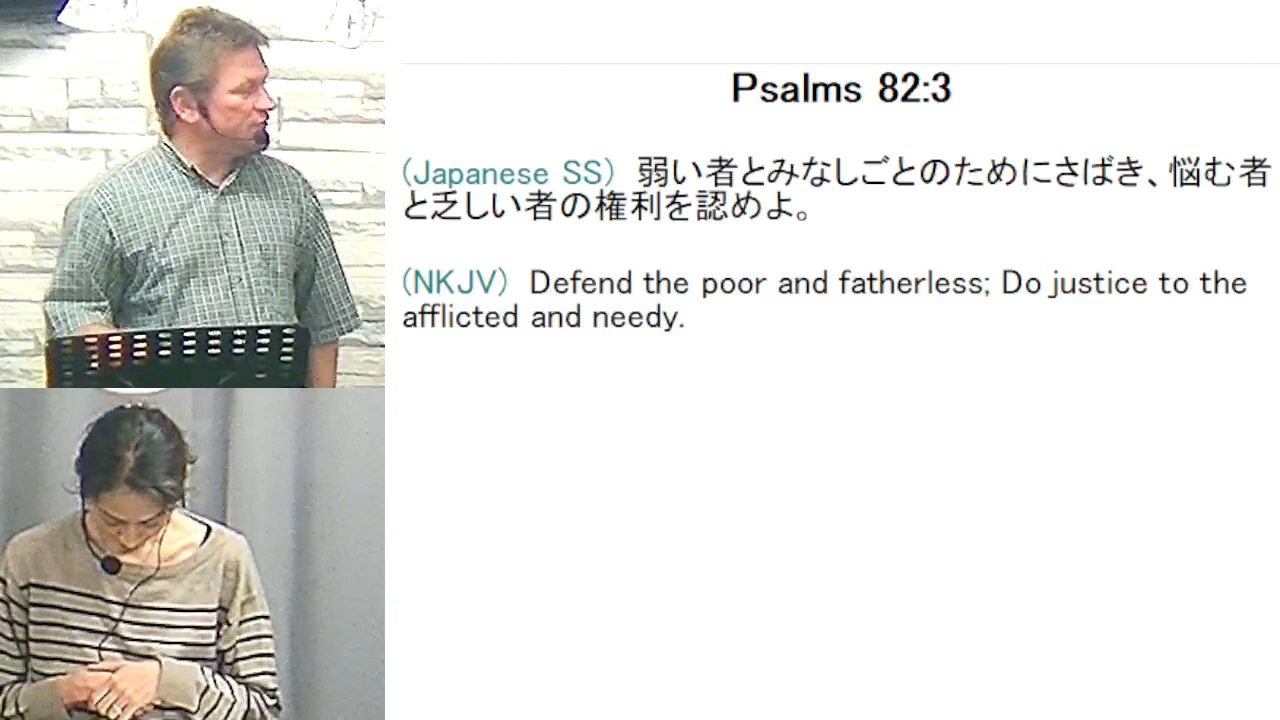 Psalms 82:3
(Japanese SS) 弱い者とみなしごとのためにさばき、悩む者
と乏しい者の権利を認めよ。
(NKJV) Defend the poor and fatherless; Do justice to the
afflicted and needy.